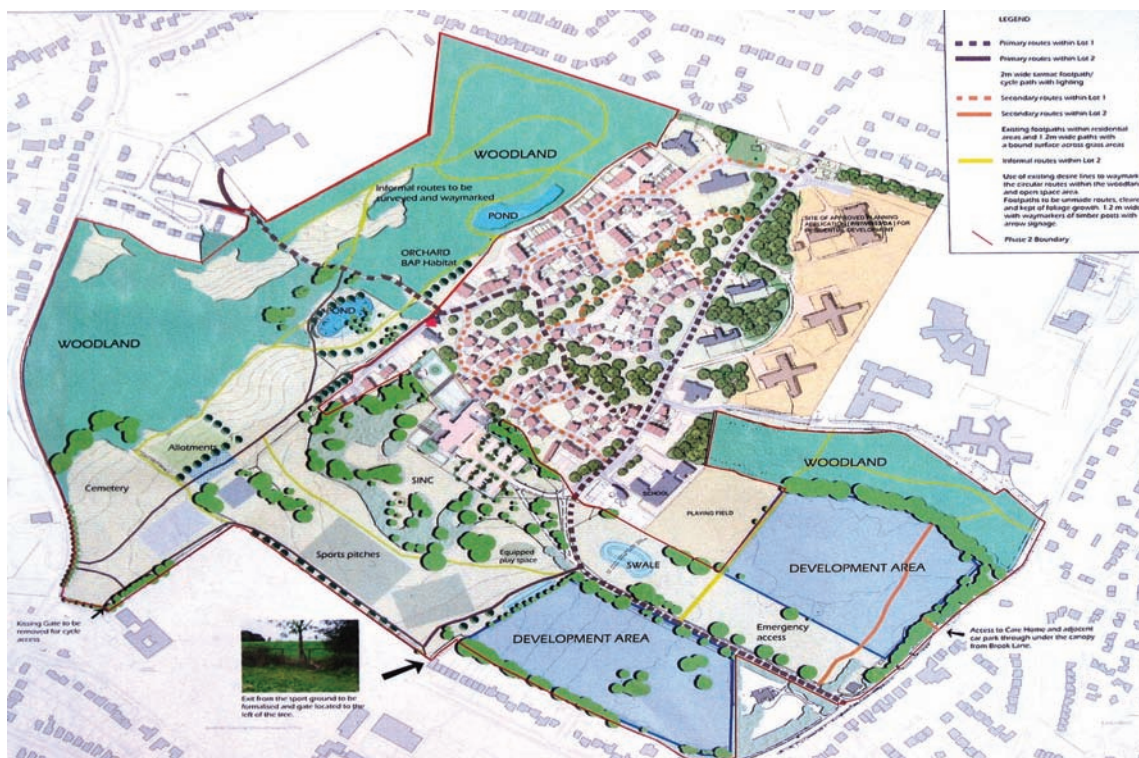 LEGEND
Primary routes within Lot 1
Primary routes within Lot 2
2m wide tarmac footpath/
cycle path with lighting
Secondary routes within Lot 1
Secondary routes within Lot 2
Existing footpaths within residential
areas and 1.2m wide paths with
a bound surface across grass areas
Informal routes within Lot 2
Use of existing desire lines to waymark
the circular routes within the woodland
and open space area.
Footpaths to be unmade routes,
and kept of foliage growth. 1.2 m wide
with waymarkers of timber posts with
arrow signage.
Phase 2 Boundary
WOODLAND
Informal routes to be
surveyed and waymarked
POND
ORCHARD
BAP Habitat
SITE OF APPROVED PLANNING
APPLICATION
FOR
RESIDENTIAL DEVELOPMENT
POND
WOODLAND
Allotments
Cemetery
SINC
WOODLAND
SCHOOL
PLAYING FIELD
Sports pitches
Equipped
play space
SWALE
DEVELOPMENT AREA
Kissing Gate to be
removed for cycle
access
DEVELOPMENT AREA
Emergency
access
Access to Care Home and adjacent
car park through under the canopy
from Brook Lane.
Exit from the sport ground to be
formalised and gate located to the
left of the tree.